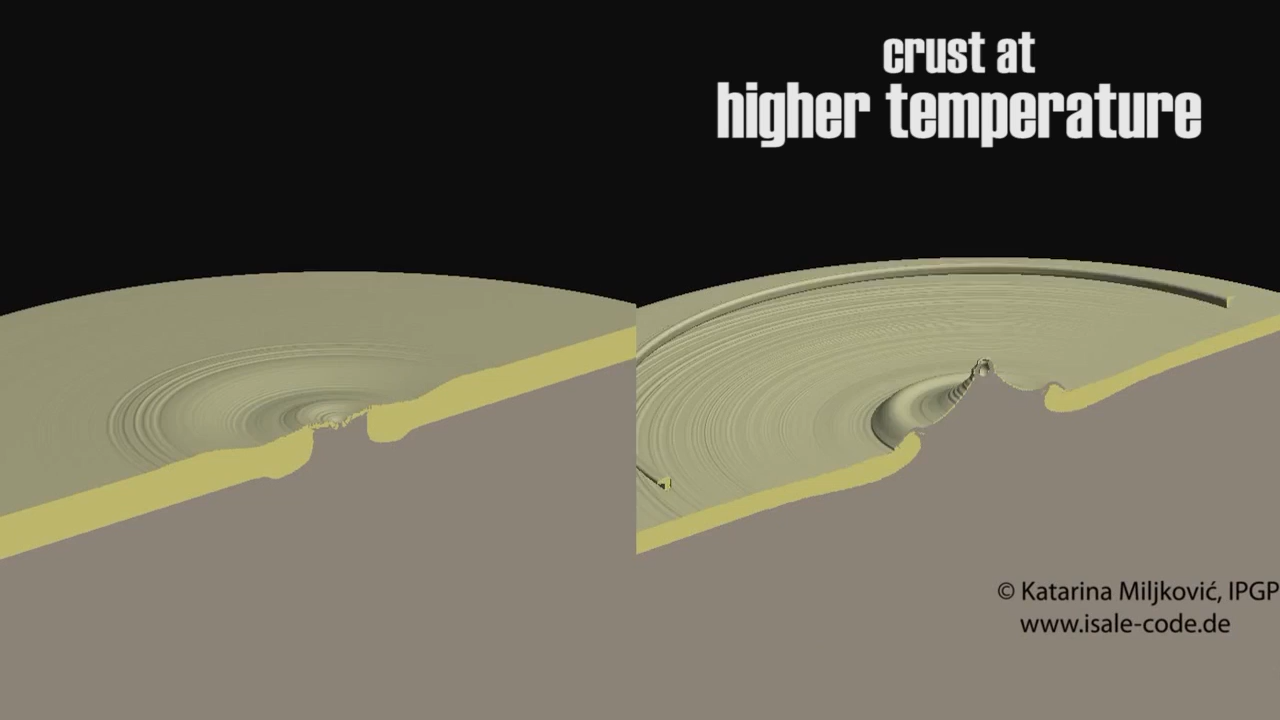 crust at
higher temperature
© Katarina Miljković, IPGP
www.isale-code.de